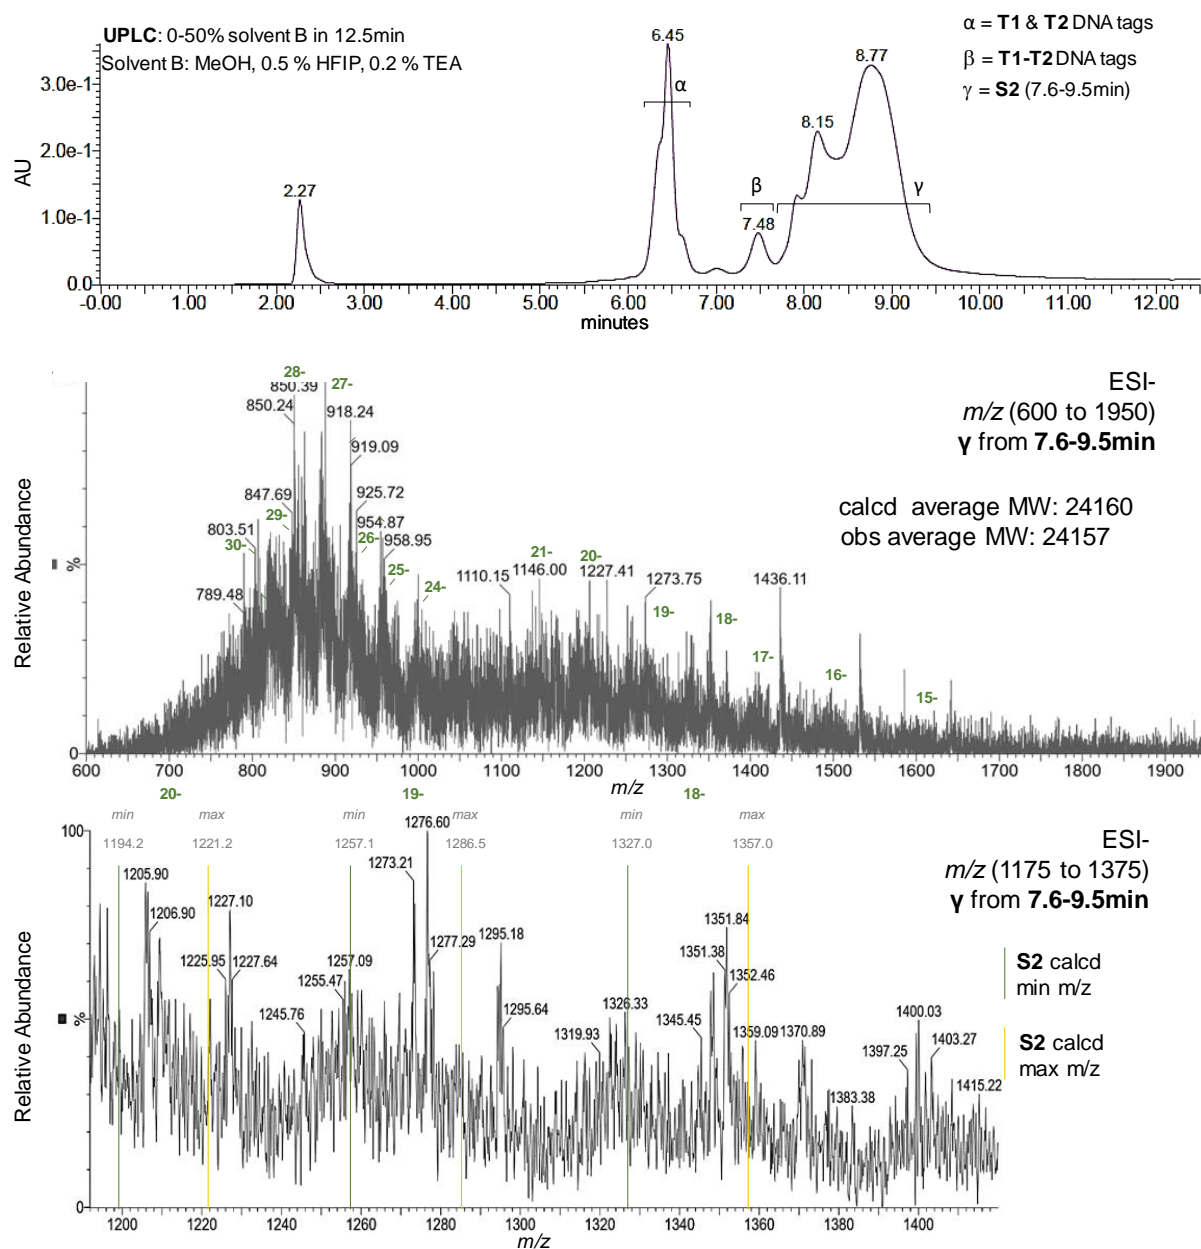 UPLC: 0-50% solvent B in 12.5min
Solvent B: MeOH, 0.5 % HFIP, 0.2 % TEA
α = T1 & T2 DNA tags
β = T1-T2 DNA tags
γ = S2 (7.6-9.5min)
AU
3.0e-1
2.0e-1
1.0e-1
0.0
2.27
6.45
α
β
7.48
8.15
8.77
γ
-0.00 1.00 2.00 3.00 4.00 5.00 6.00 7.00 8.00 9.00 10.00 11.00 12.00
minutes
ESI-
m/z (600 to 1950)
γ from 7.6-9.5min
calcd average MW: 24160
obs average MW: 24157
Relative Abundance
%
0
28-
850.39
27-
850.24
918.24
919.09
847.69
925.72
29-
803.51
954.87
26-
958.95
30-
25-
789.48
24-
1110.15
21-
1146.00
20-
1227.41
1273.75
19-
18-
1436.11
17-
16-
15-
600 700 800 900 1000 1100 1200 1300 1400 1500 1600 1700 1800 1900
m/z
20- 19- 18-
min max min max min max
1194.2 1221.2 1257.1 1286.5 1327.0 1357.0
ESI-
m/z (1175 to 1375)
γ from 7.6-9.5min
S2 calcd
min m/z
S2 calcd
max m/z
Relative Abundance
100
%
0
1205.90
1206.90
1227.10
1225.95
1227.64
1245.76
1255.47
1257.09
1273.21
1276.60
1277.29
1295.18
1295.64
1319.93
1326.33
1345.45
1351.38
1351.84
1352.46
1359.09
1370.89
1383.38
1397.25
1400.03
1403.27
1415.22
1200 1220 1240 1260 1280 1300 1320 1340 1360 1380 1400
m/z